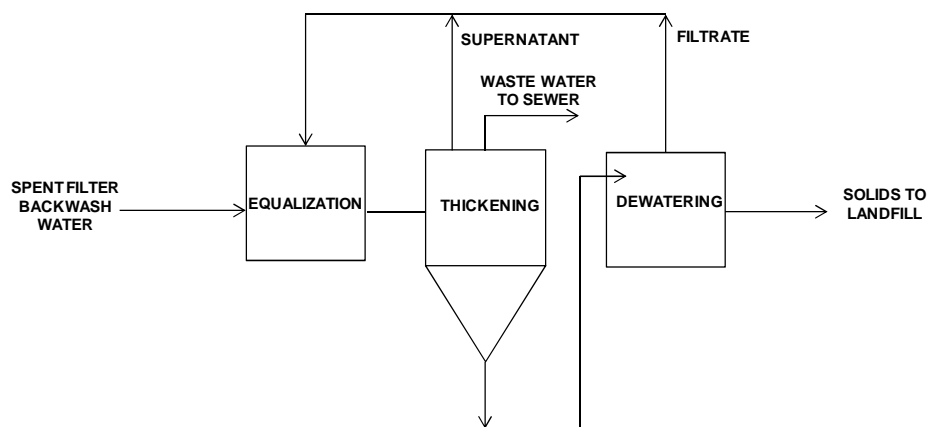 SUPERNATANT
FILTRATE
WASTE WATER
TO SEWER
SPENT FILTER
BACKWASH
WATER
EQUALIZATION
THICKENING
DEWATERING
SOLIDS TO
LANDFILL